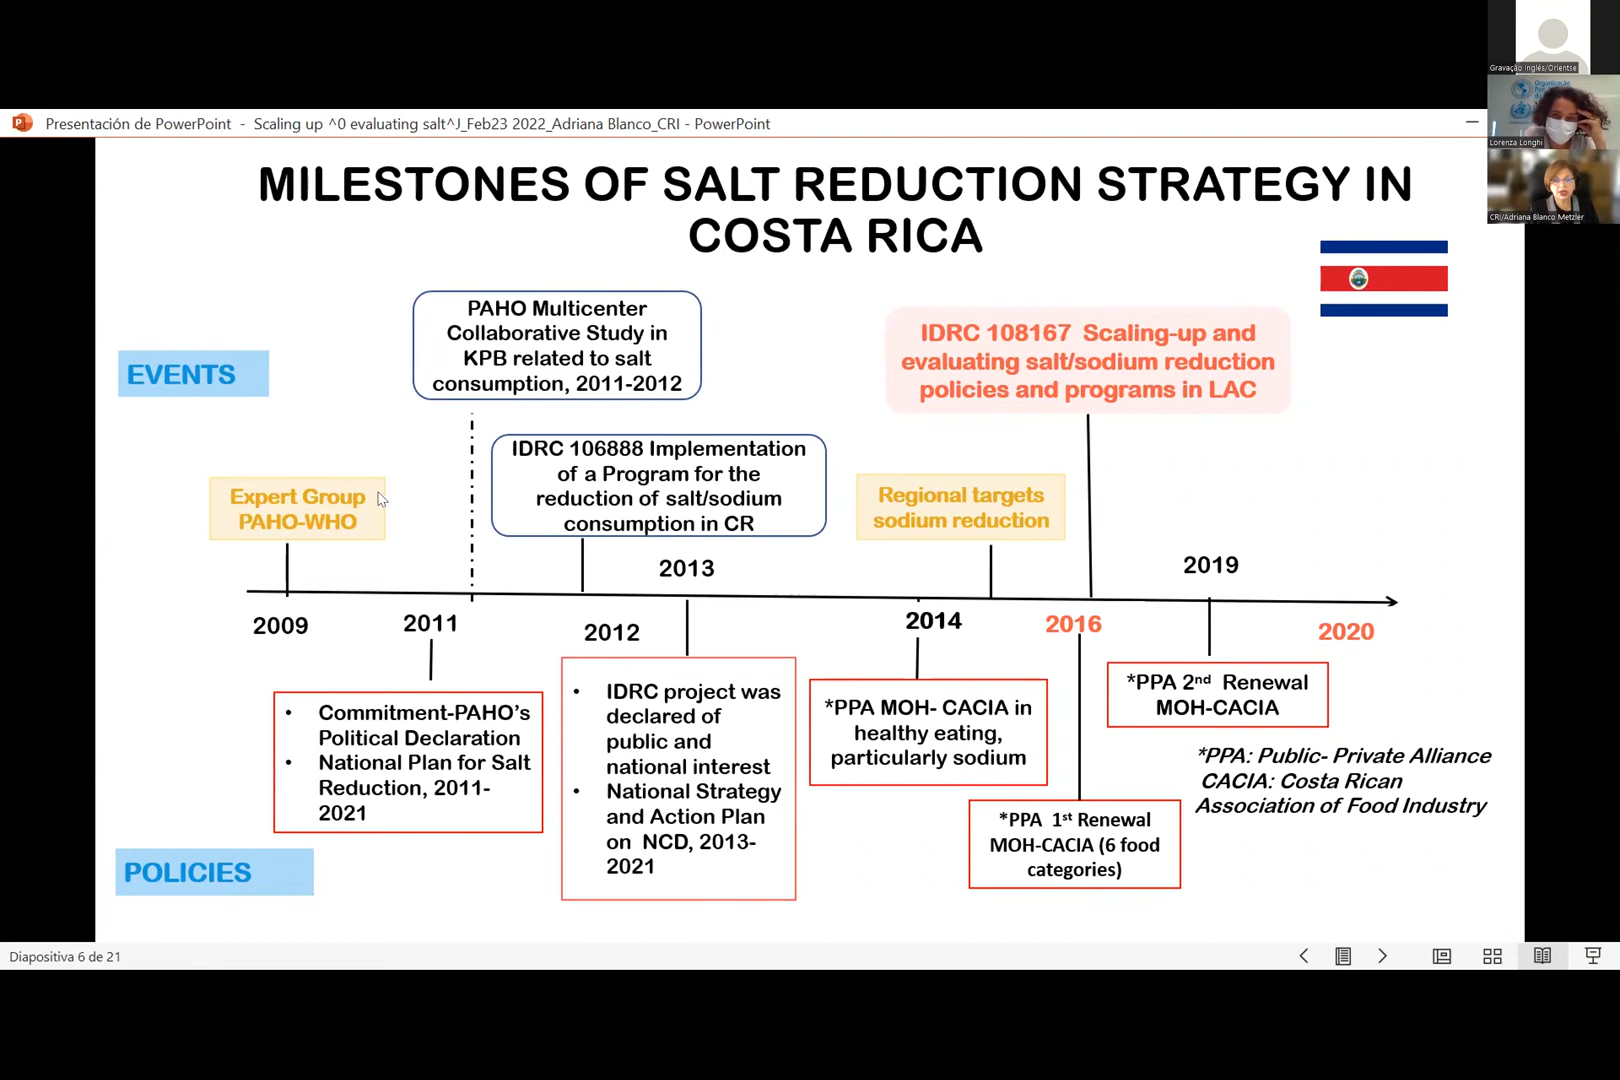 Gravação Inglês/Orientse
Lorenza Longhi
CRI/Adriana Blanco Metzler
Presentación de PowerPoint - Scaling up ^0 evaluating salt^J_Feb23 2022_Adriana Blanco_CRI - PowerPoint
MILESTONES OF SALT REDUCTION STRATEGY IN
COSTA RICA
EVENTS
PAHO Multicenter
Collaborative Study in
KPB related to salt
consumption, 2011-2012
IDRC 108167 Scaling-up and
evaluating salt/sodium reduction
policies and programs in LAC
Expert Group
PAHO-WHO
IDRC 106888 Implementation
of a Program for the
reduction of salt/sodium
consumption in CR
Regional targets
sodium reduction
2013
2019
2009
2011
2012
2014
2016
2020
• Commitment-PAHO’s
Political Declaration
• National Plan for Salt
Reduction, 2011-
2021
• IDRC project was
declared of
public and
national interest
• National Strategy
and Action Plan
on NCD, 2013-
2021
*PPA MOH- CACIA in
healthy eating,
particularly sodium
*PPA 1st Renewal
MOH-CACIA (6 food
categories)
*PPA 2nd Renewal
MOH-CACIA
*PPA: Public- Private Alliance
CACIA: Costa Rican
Association of Food Industry
POLICIES
Diapositiva 6 de 21